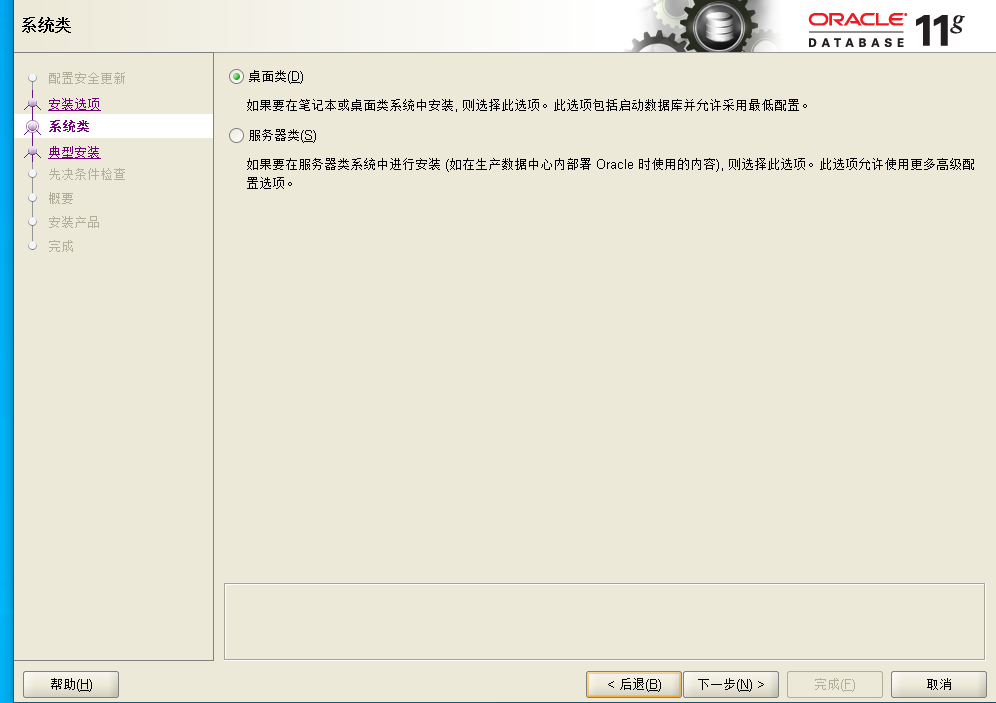 系统类
ORACLE
DATABASE
11g
配置安全更新
安装选项
系统类
典型安装
先决条件检查
概要
安装产品
完成
桌面类(D)
如果要在笔记本或桌面类系统中安装, 则选择此选项。此选项包括启动数据库并允许采用最低配置。
服务器类(S)
如果要在服务器类系统中进行安装 (如在生产数据中心内部署 Oracle 时使用的内容), 则选择此选项。此选项允许使用更多高级配
置选项。
帮助(H)
< 后退(B)
下一步(N) >
完成(F)
取消